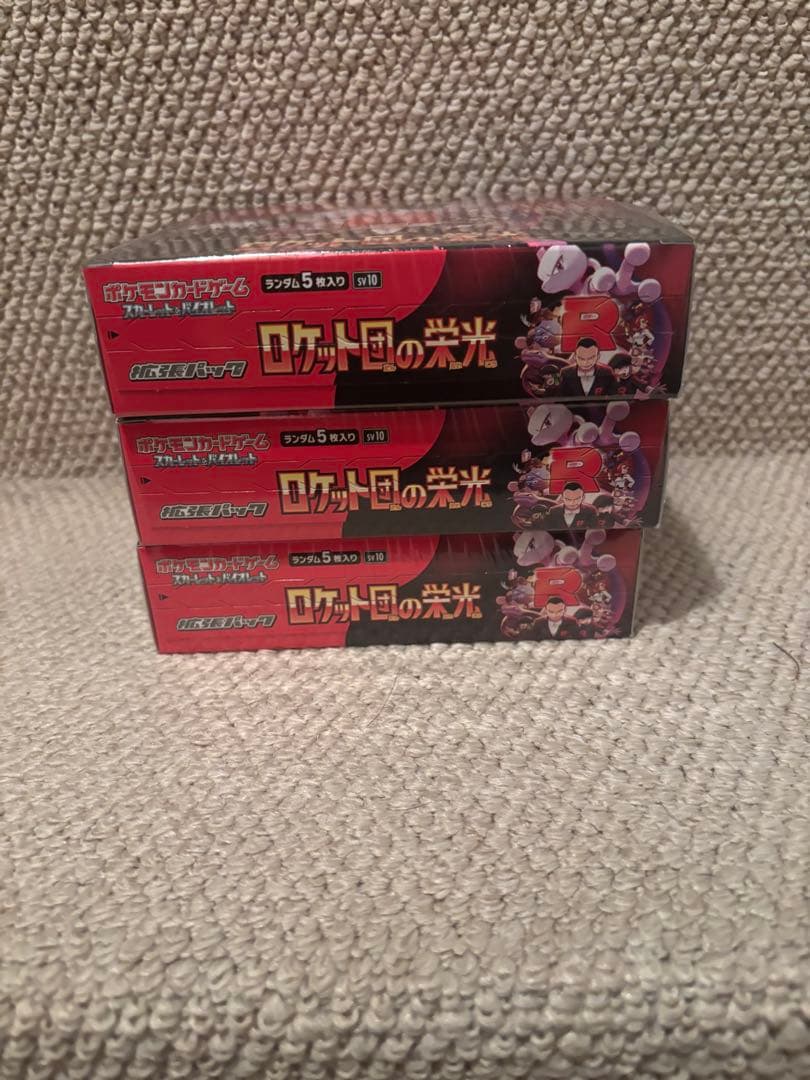 ポケモンカードゲーム
スカーレット&バイオレット
ランダム5枚入り SV10
拡張パック
ロケット団の栄光
R
ポケモンカードゲーム
スカーレット&バイオレット
ランダム5枚入り SV10
拡張パック
ロケット団の栄光
R
ポケモンカードゲーム
スカーレット&バイオレット
ランダム5枚入り SV10
拡張パック
ロケット団の栄光
R